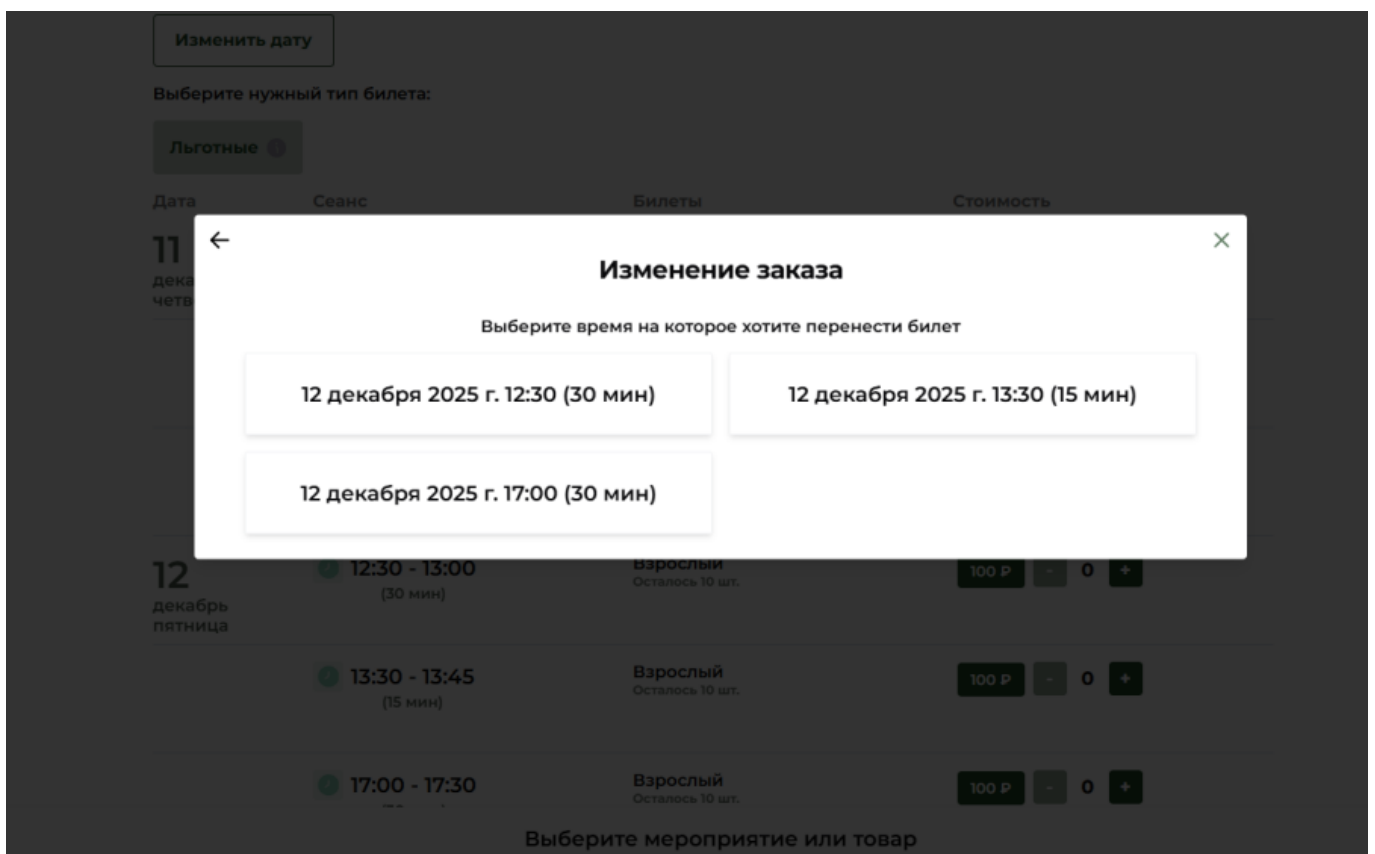 Изменить дату
Выберите нужный тип билета:
Льготные
Дата Сеанс Билеты Стоимость
11
←
×
Изменение заказа
Выберите время на которое хотите перенести билет
12 декабря 2025 г. 12:30 (30 мин) 12 декабря 2025 г. 13:30 (15 мин)
12 декабря 2025 г. 17:00 (30 мин)
12 12:30 - 13:00 Взрослый 100 ₽ - 0 +
декабрь (30 мин) Осталось 10 шт.
пятница
13:30 - 13:45 Взрослый 100 ₽ - 0 +
(15 мин) Осталось 10 шт.
17:00 - 17:30 Взрослый 100 ₽ - 0 +
Осталось 10 шт.
Выберите мероприятие или товар